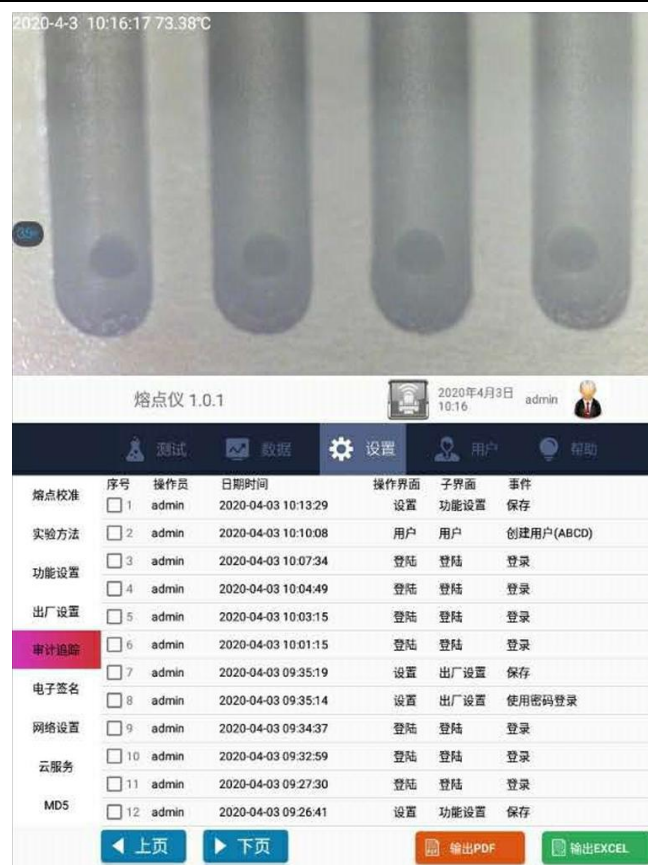 2020-4-3 10:16:17 73.38℃
熔点仪 1.0.1
2020年4月3日
10:16
admin
测试 数据 设置 用户 帮助
熔点校准
实验方法
功能设置
出厂设置
审计追踪
电子签名
网络设置
云服务
MD5
序号 操作员 日期时间 操作界面 子界面 事件
1 admin 2020-04-03 10:13:29 设置 功能设置 保存
2 admin 2020-04-03 10:10:08 用户 用户 创建用户(ABCD)
3 admin 2020-04-03 10:07:34 登陆 登陆 登录
4 admin 2020-04-03 10:04:49 登陆 登陆 登录
5 admin 2020-04-03 10:03:15 登陆 登陆 登录
6 admin 2020-04-03 10:01:15 登陆 登陆 登录
7 admin 2020-04-03 09:35:19 设置 出厂设置 保存
8 admin 2020-04-03 09:35:14 设置 出厂设置 使用密码登录
9 admin 2020-04-03 09:34:37 登陆 登陆 登录
10 admin 2020-04-03 09:32:59 登陆 登陆 登录
11 admin 2020-04-03 09:27:30 登陆 登陆 登录
12 admin 2020-04-03 09:26:41 设置 功能设置 保存
上页 下页 输出PDF 输出EXCEL